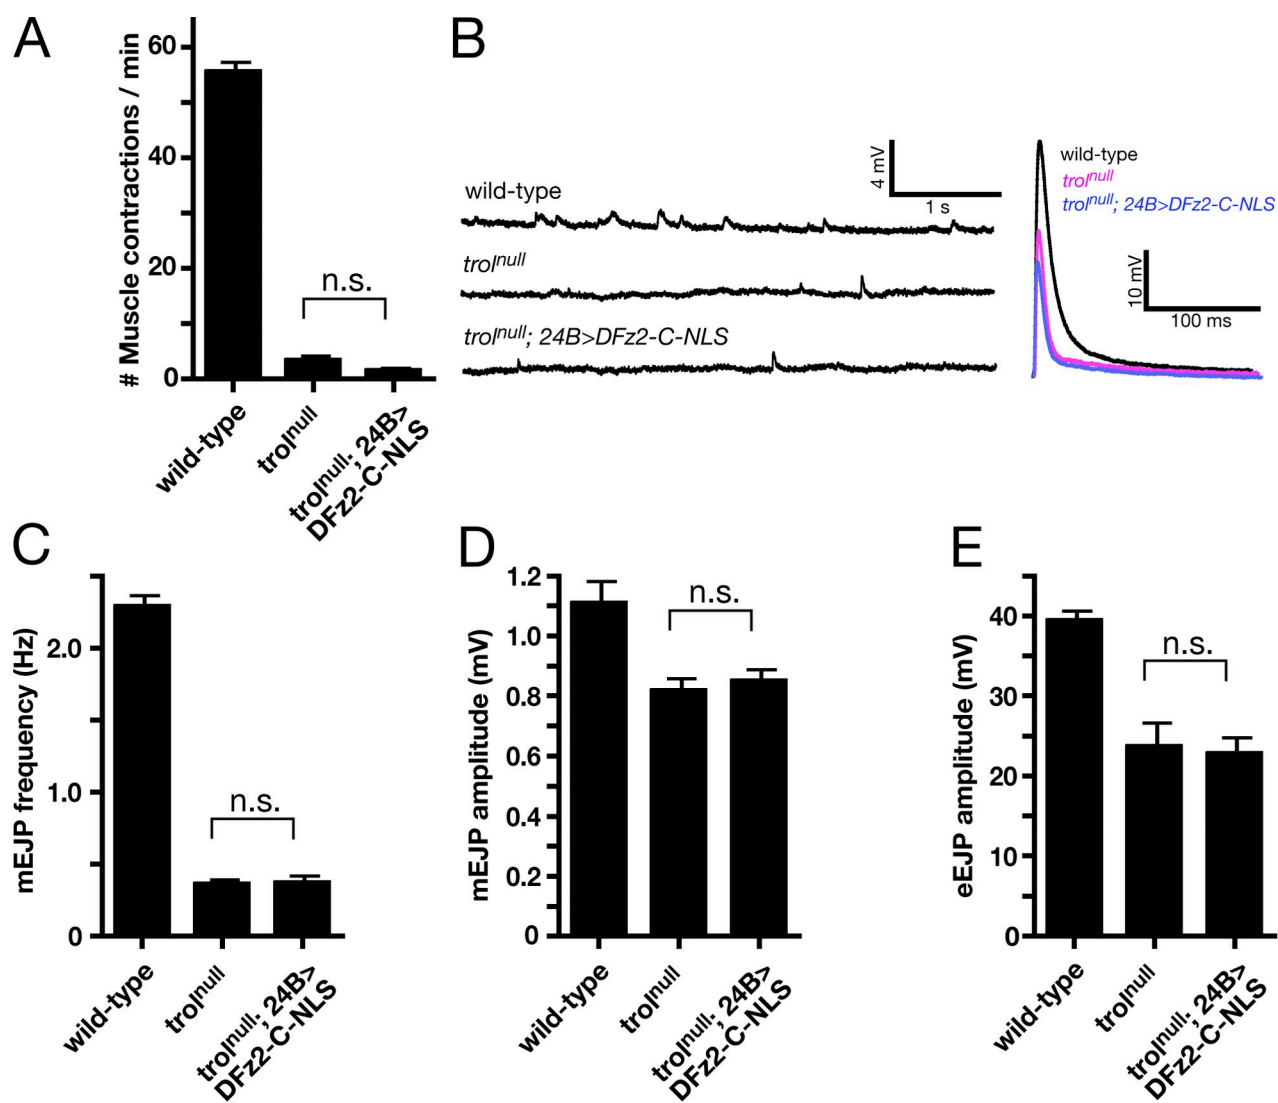 A
# Muscle contractions / min
60
40
20
0
n.s.
wild-type
trol^null
trol^null; 24B>
DFz2-C-NLS
B
wild-type
trol^null
trol^null; 24B>DFz2-C-NLS
4 mV
1 s
wild-type
trol^null
trol^null; 24B>DFz2-C-NLS
10 mV
100 ms
C
mEJP frequency (Hz)
2.0
1.0
0
n.s.
wild-type
trol^null
trol^null; 24B>
DFz2-C-NLS
D
mEJP amplitude (mV)
1.2
1.0
0.8
0.6
0.4
0.2
0
n.s.
wild-type
trol^null
trol^null; 24B>
DFz2-C-NLS
E
eEJP amplitude (mV)
40
30
20
10
0
n.s.
wild-type
trol^null
trol^null; 24B>
DFz2-C-NLS